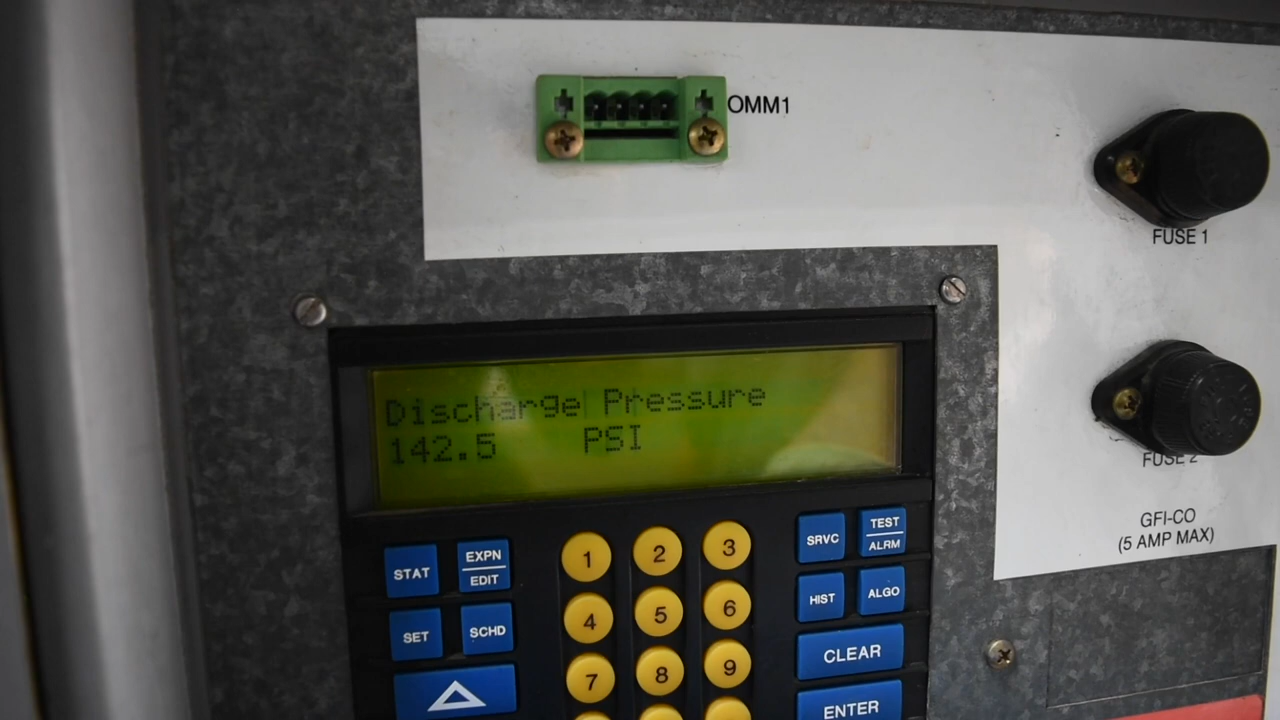 OMM1
FUSE 1
FUSE 2
GFI-CO
(5 AMP MAX)
Discharge Pressure
142.5 PSI
STAT
EXPN
EDIT
SET
SCHD
1
2
3
4
5
6
7
8
9
SRVC
TEST
ALRM
HIST
ALGO
CLEAR
ENTER